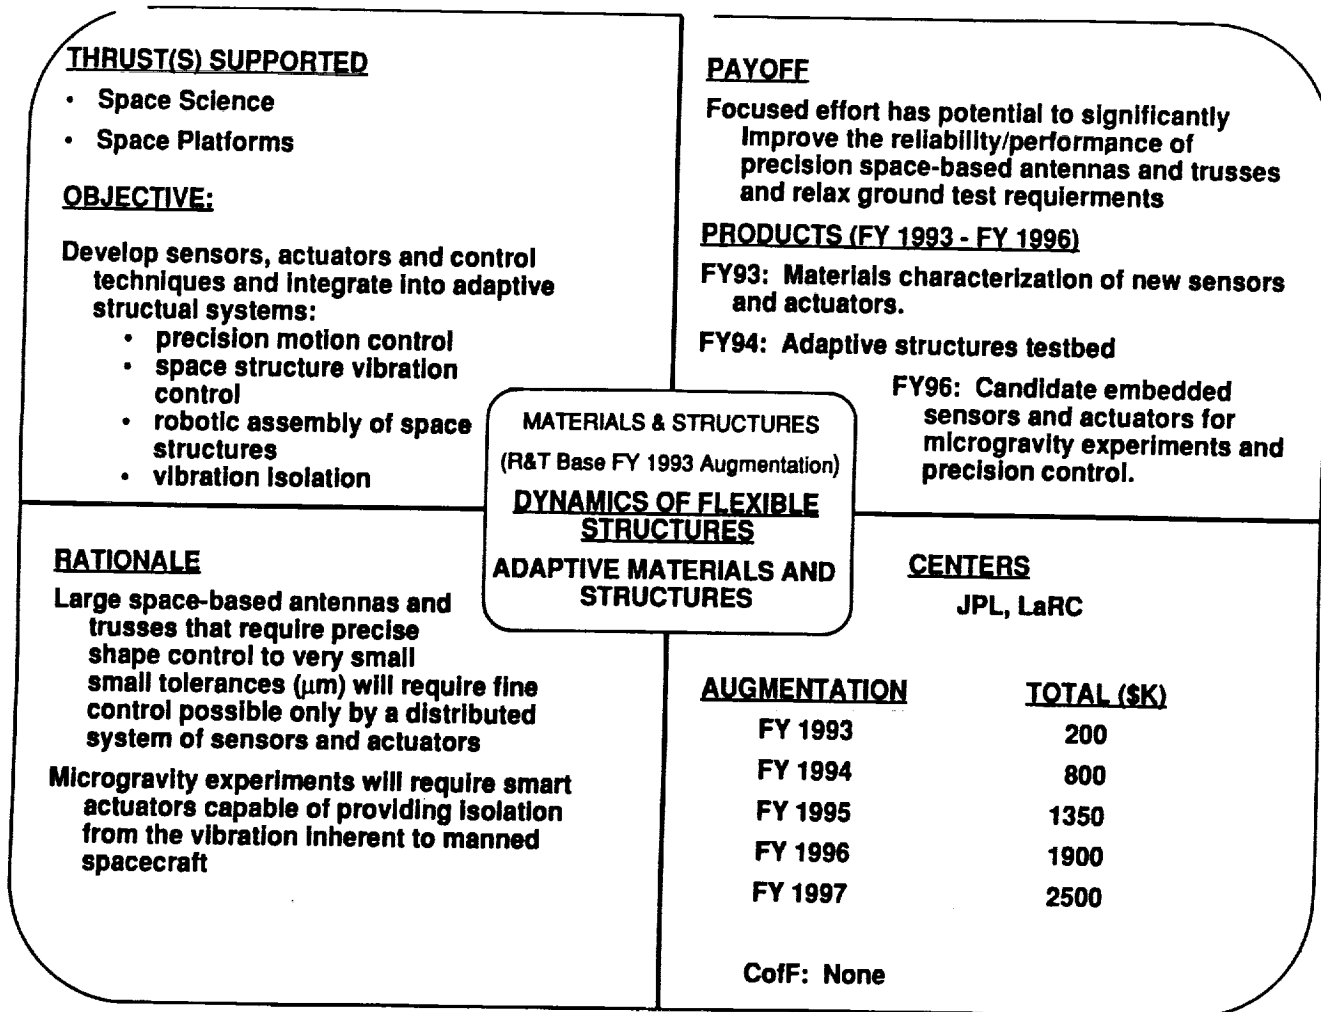 THRUST(S) SUPPORTED
• Space Science
• Space Platforms
OBJECTIVE:
Develop sensors, actuators and control
techniques and integrate into adaptive
structual systems:
• precision motion control
• space structure vibration
control
• robotic assembly of space
structures
• vibration isolation
PAYOFF
Focused effort has potential to significantly
improve the reliability/performance of
precision space-based antennas and trusses
and relax ground test requierments
PRODUCTS (FY 1993 - FY 1996)
FY93: Materials characterization of new sensors
and actuators.
FY94: Adaptive structures testbed
FY96: Candidate embedded
sensors and actuators for
microgravity experiments and
precision control.
MATERIALS & STRUCTURES
(R&T Base FY 1993 Augmentation)
DYNAMICS OF FLEXIBLE
STRUCTURES
ADAPTIVE MATERIALS AND
STRUCTURES
RATIONALE
Large space-based antennas and
trusses that require precise
shape control to very small
small tolerances (μm) will require fine
control possible only by a distributed
system of sensors and actuators
Microgravity experiments will require smart
actuators capable of providing isolation
from the vibration inherent to manned
spacecraft
CENTERS
JPL, LaRC
AUGMENTATION TOTAL ($K)
FY 1993 200
FY 1994 800
FY 1995 1350
FY 1996 1900
FY 1997 2500
CofF: None